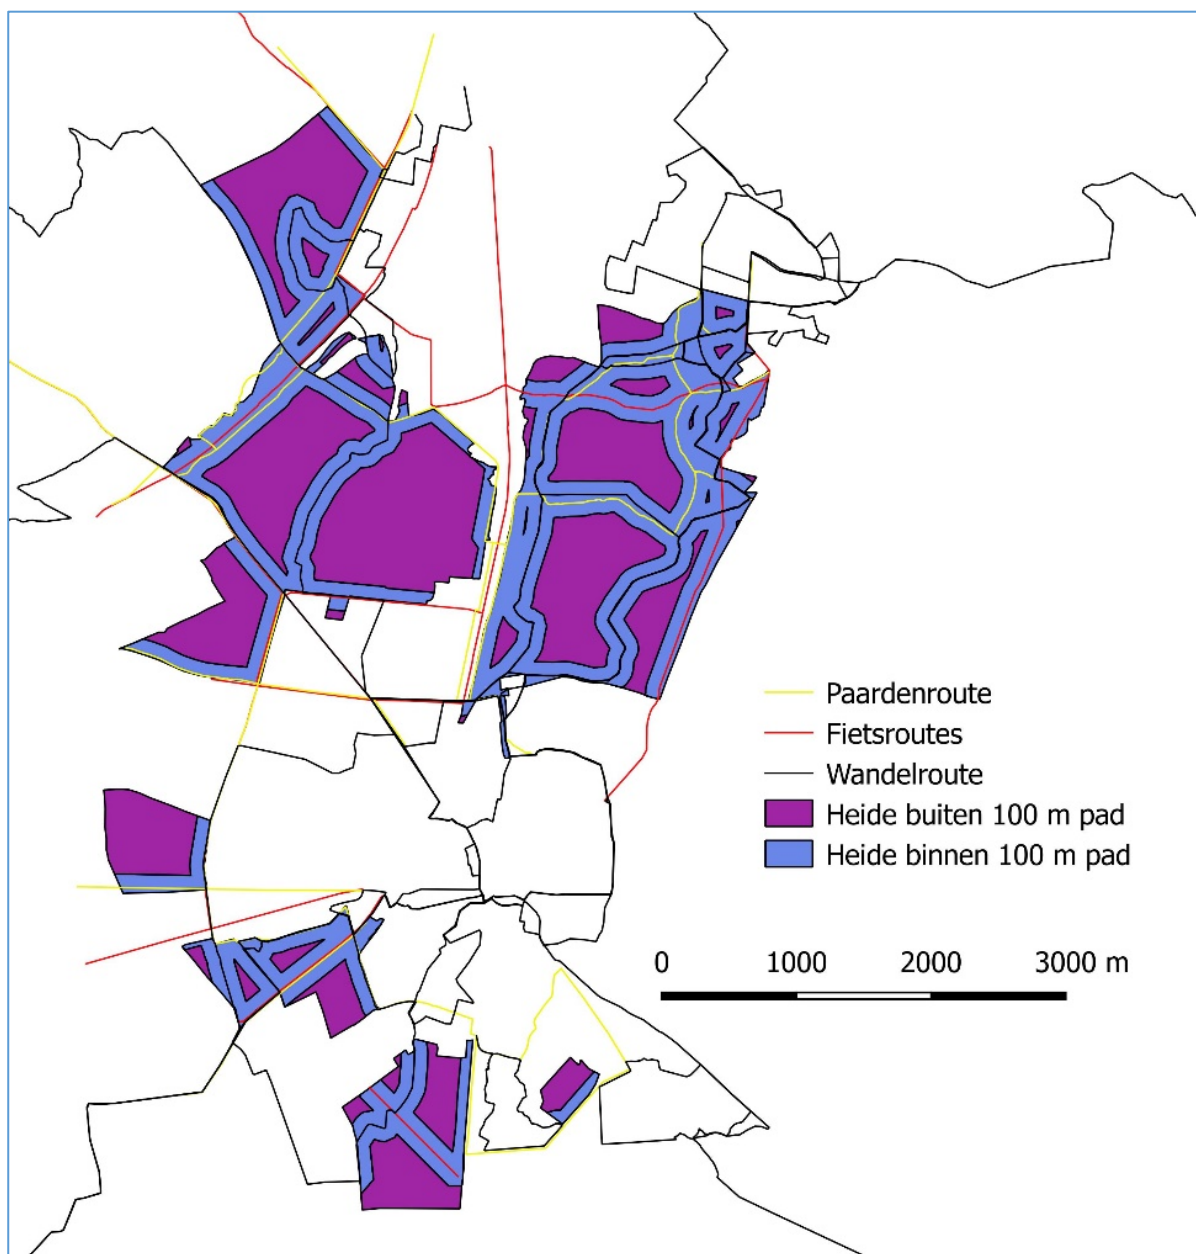 Paardenroute
Fietsroutes
Wandelroute
Heide buiten 100 m pad
Heide binnen 100 m pad
0 1000 2000 3000 m